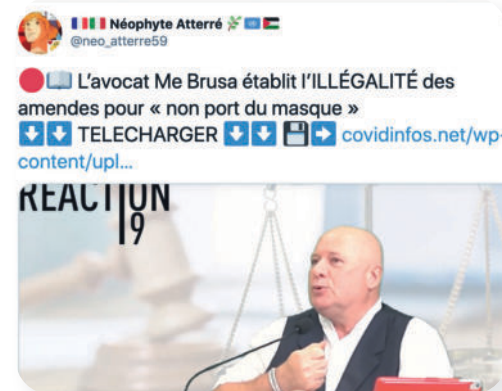 Néophyte Atterré
@neo_atterre59
L'avocat Me Brusa établit l'ILLÉGALITÉ des
amendes pour « non port du masque »
TELECHARGER covidinfos.net/wp-
content/upl...
REACTION
19